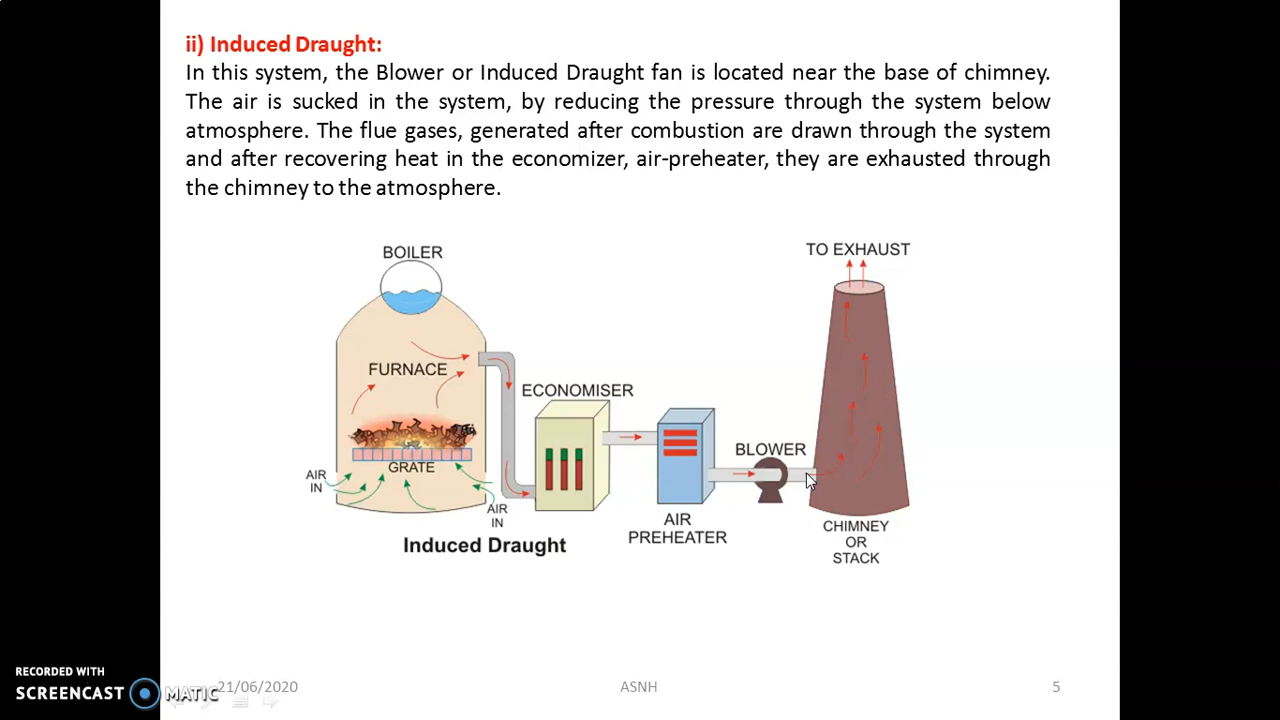 ii) Induced Draught:
In this system, the Blower or Induced Draught fan is located near the base of chimney.
The air is sucked in the system, by reducing the pressure through the system below
atmosphere. The flue gases, generated after combustion are drawn through the system
and after recovering heat in the economizer, air-preheater, they are exhausted through
the chimney to the atmosphere.
BOILER
TO EXHAUST
FURNACE
ECONOMISER
BLOWER
GRATE
AIR
IN
AIR
IN
AIR
PREHEATER
CHIMNEY
OR
STACK
Induced Draught
RECORDED WITH
SCREENCAST MATIC
21/06/2020
ASNH
5